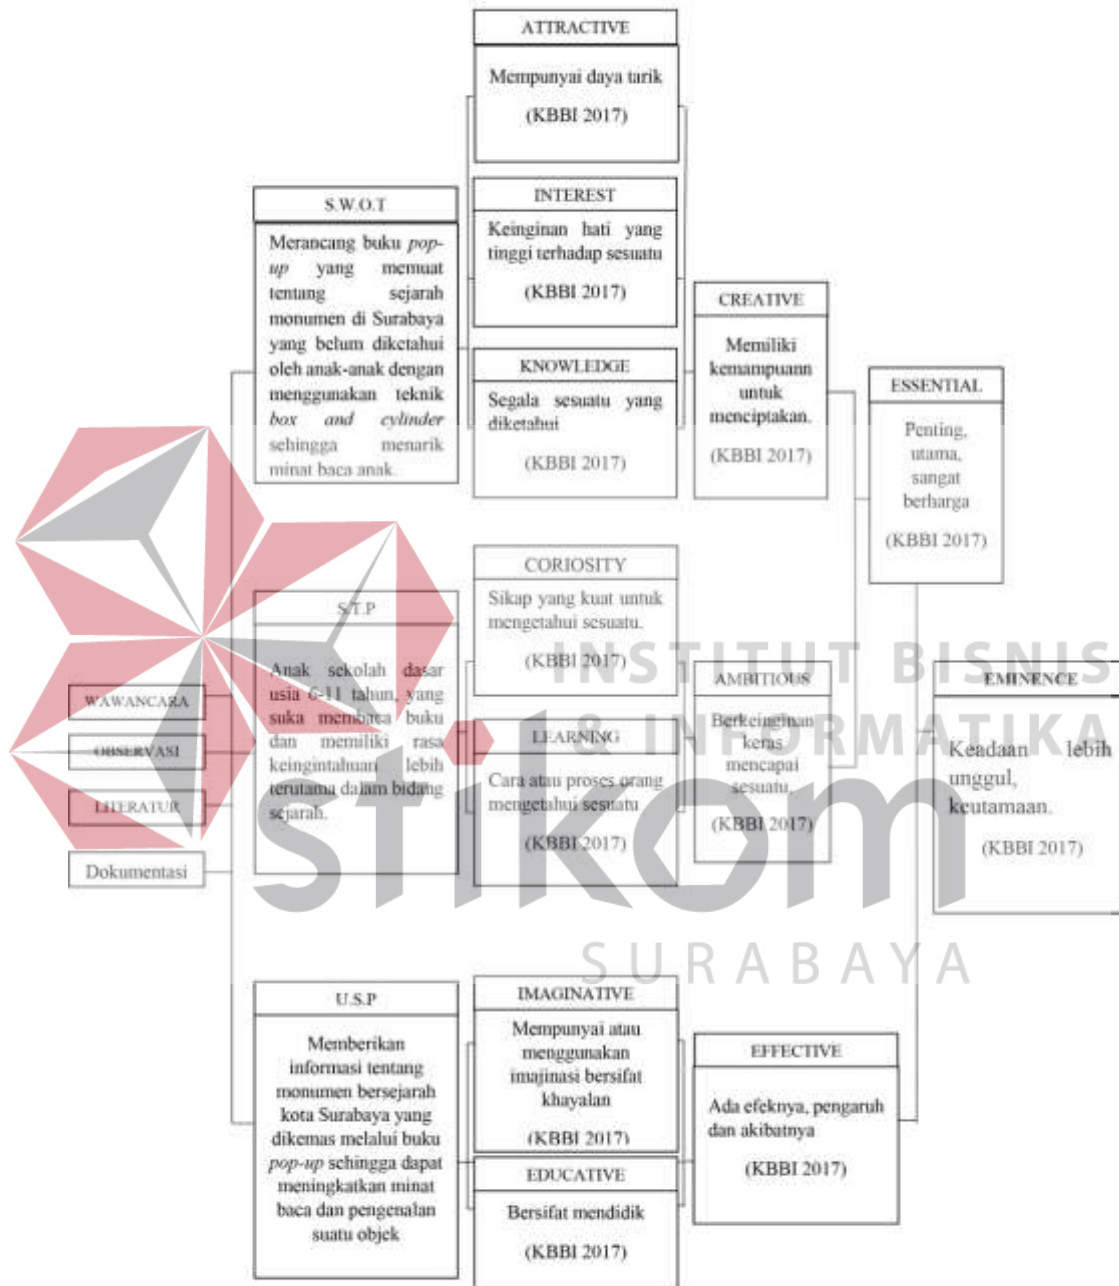 ATTRACTIVE
Mempunyai daya tarik
(KBBI 2017)
INTEREST
Keinginan hati yang
tinggi terhadap sesuatu
(KBBI 2017)
KNOWLEDGE
Segala sesuatu yang
diketahui
(KBBI 2017)
S.W.O.T
Merancang buku pop-
up yang memuat
tentang sejarah
monumen di Surabaya
yang belum diketahui
oleh anak-anak dengan
menggunakan teknik
box and cylinder
sehingga menarik
minat baca anak.
CREATIVE
Memiliki
kemampuann
untuk
menciptakan.
(KBBI 2017)
ESSENTIAL
Penting,
utama,
sangat
berharga
(KBBI 2017)
CORIOSITY
Sikap yang kuat untuk
mengetahui sesuatu.
(KBBI 2017)
S.T.P
Anak sekolah dasar
usia 6-11 tahun, yang
suka membaca buku
dan memiliki rasa
keingintahuan lebih
terutama dalam bidang
sejarah.
WAWANCARA
OBSERVASI
LITERATUR
Dokumentasi
LEARNING
Cara atau proses orang
mengetahui sesuatu
(KBBI 2017)
AMBITIOUS
Berkeinginan
keras
mencapai
sesuatu.
(KBBI 2017)
EMINENCE
Keadaan lebih
unggul,
keutamaan.
(KBBI 2017)
INSTITUT BISNIS
& INFORMATIKA
stikom
SURABAYA
U.S.P
Memberikan
informasi tentang
monumen bersejarah
kota Surabaya yang
dikemas melalui buku
pop-up sehingga dapat
meningkatkan minat
baca dan pengenalan
suatu objek
IMAGINATIVE
Mempunyai atau
menggunakan
imajinasi bersifat
khayalan
(KBBI 2017)
EDUCATIVE
Bersifat mendidik
(KBBI 2017)
EFFECTIVE
Ada efeknya, pengaruh
dan akibatnya
(KBBI 2017)